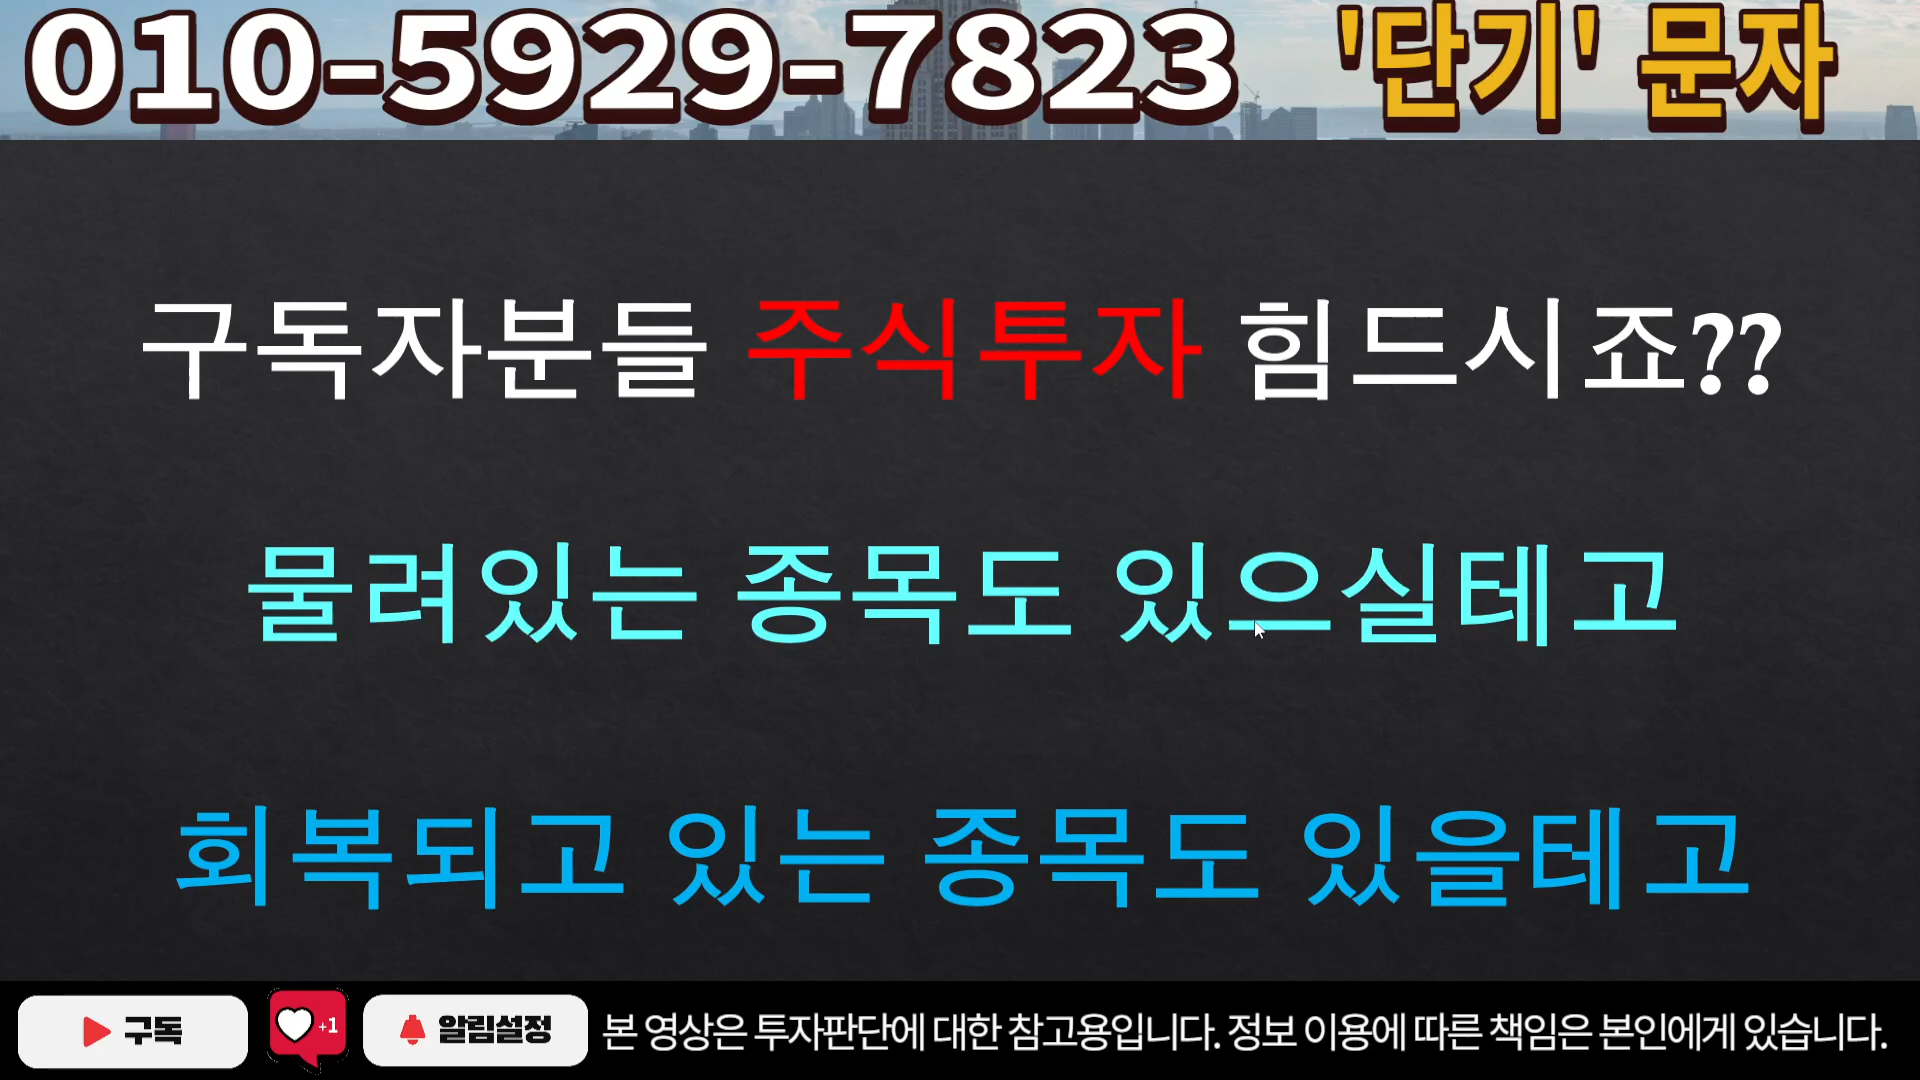 010-5929-7823 '단기' 문자
구독자분들 주식투자 힘드시죠??
물려있는 종목도 있으실테고
회복되고 있는 종목도 있을테고
구독 +1 알림설정 본 영상은 투자판단에 대한 참고용입니다. 정보 이용에 따른 책임은 본인에게 있습니다.